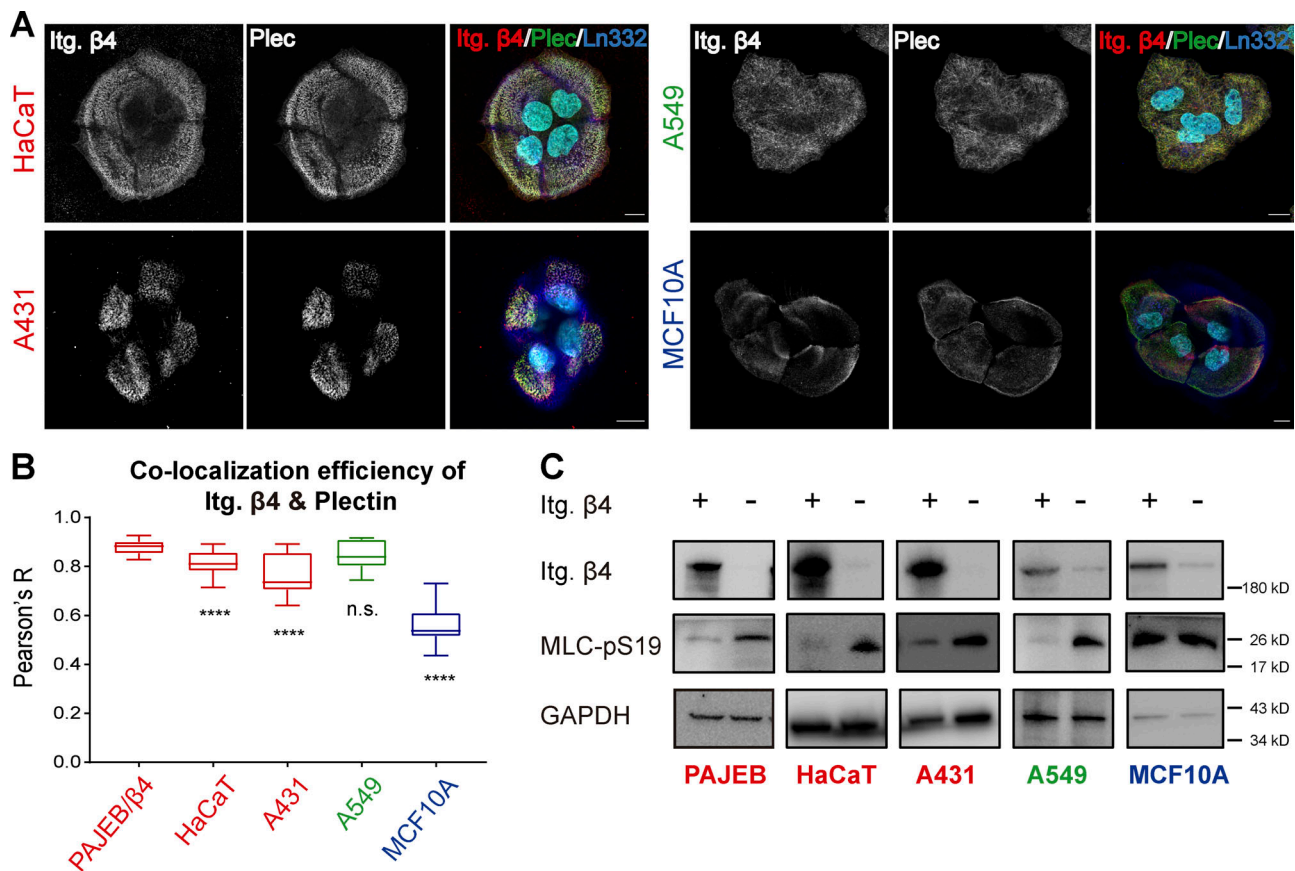 A
Itg. β4
Plec
Itg. β4/Plec/Ln332
HaCaT
Itg. β4
Plec
Itg. β4/Plec/Ln332
A549
A431
MCF10A
B
Co-localization efficiency of
Itg. β4 & Plectin
Pearson's R
1.0
0.8
0.6
0.4
0.2
0.0
****
****
n.s.
****
PAJEB/β4
HaCaT
A431
A549
MCF10A
C
Itg. β4
+ - + - + - + - + -
Itg. β4
180 kD
MLC-pS19
26 kD
17 kD
GAPDH
43 kD
34 kD
PAJEB HaCaT A431 A549 MCF10A